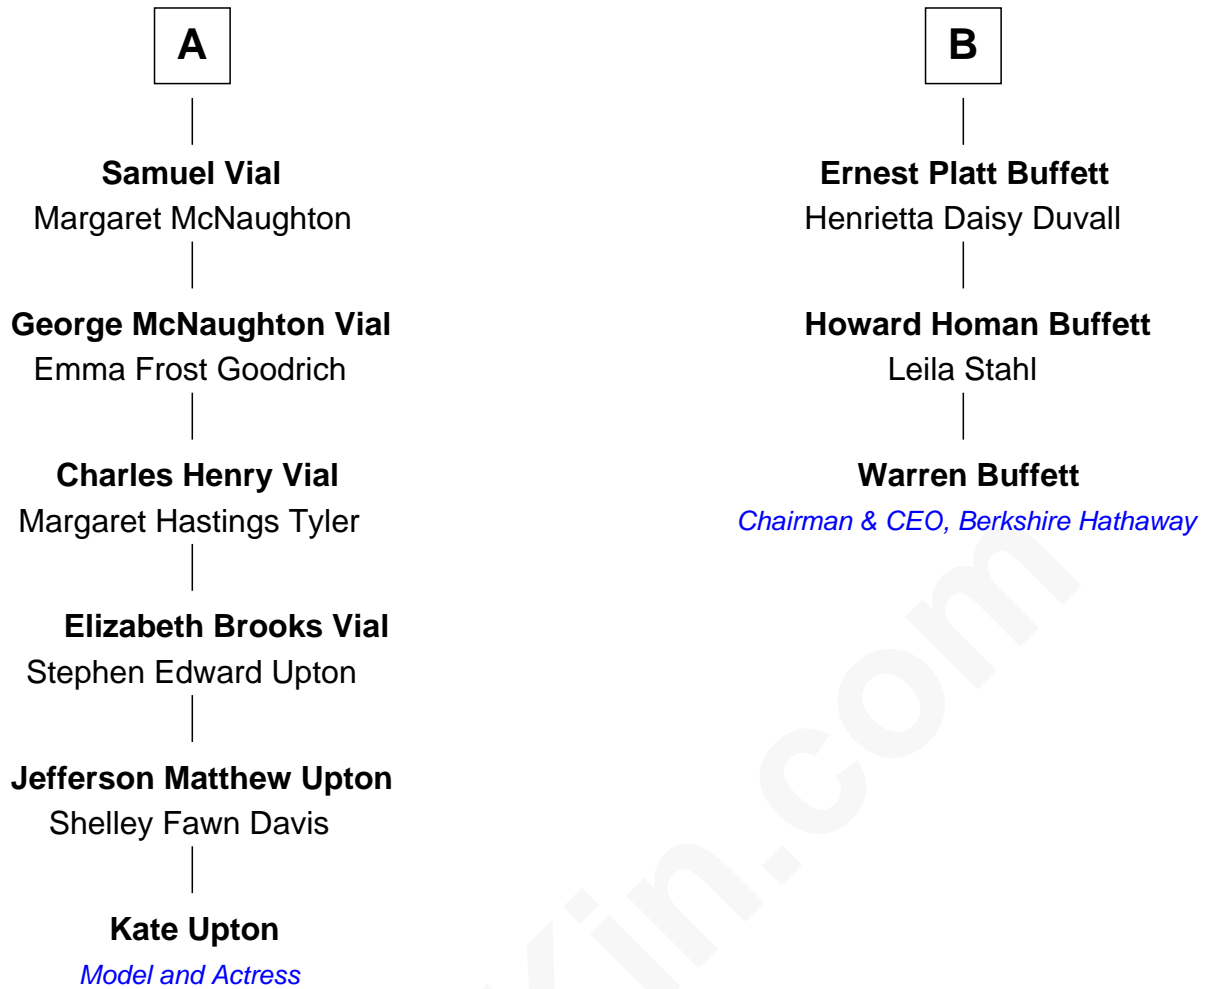 A
Samuel Vial
Margaret McNaughton
George McNaughton Vial
Emma Frost Goodrich
Charles Henry Vial
Margaret Hastings Tyler
Elizabeth Brooks Vial
Stephen Edward Upton
Jefferson Matthew Upton
Shelley Fawn Davis
Kate Upton
Model and Actress
B
Ernest Platt Buffett
Henrietta Daisy Duvall
Howard Homan Buffett
Leila Stahl
Warren Buffett
Chairman & CEO, Berkshire Hathaway
Kin.com